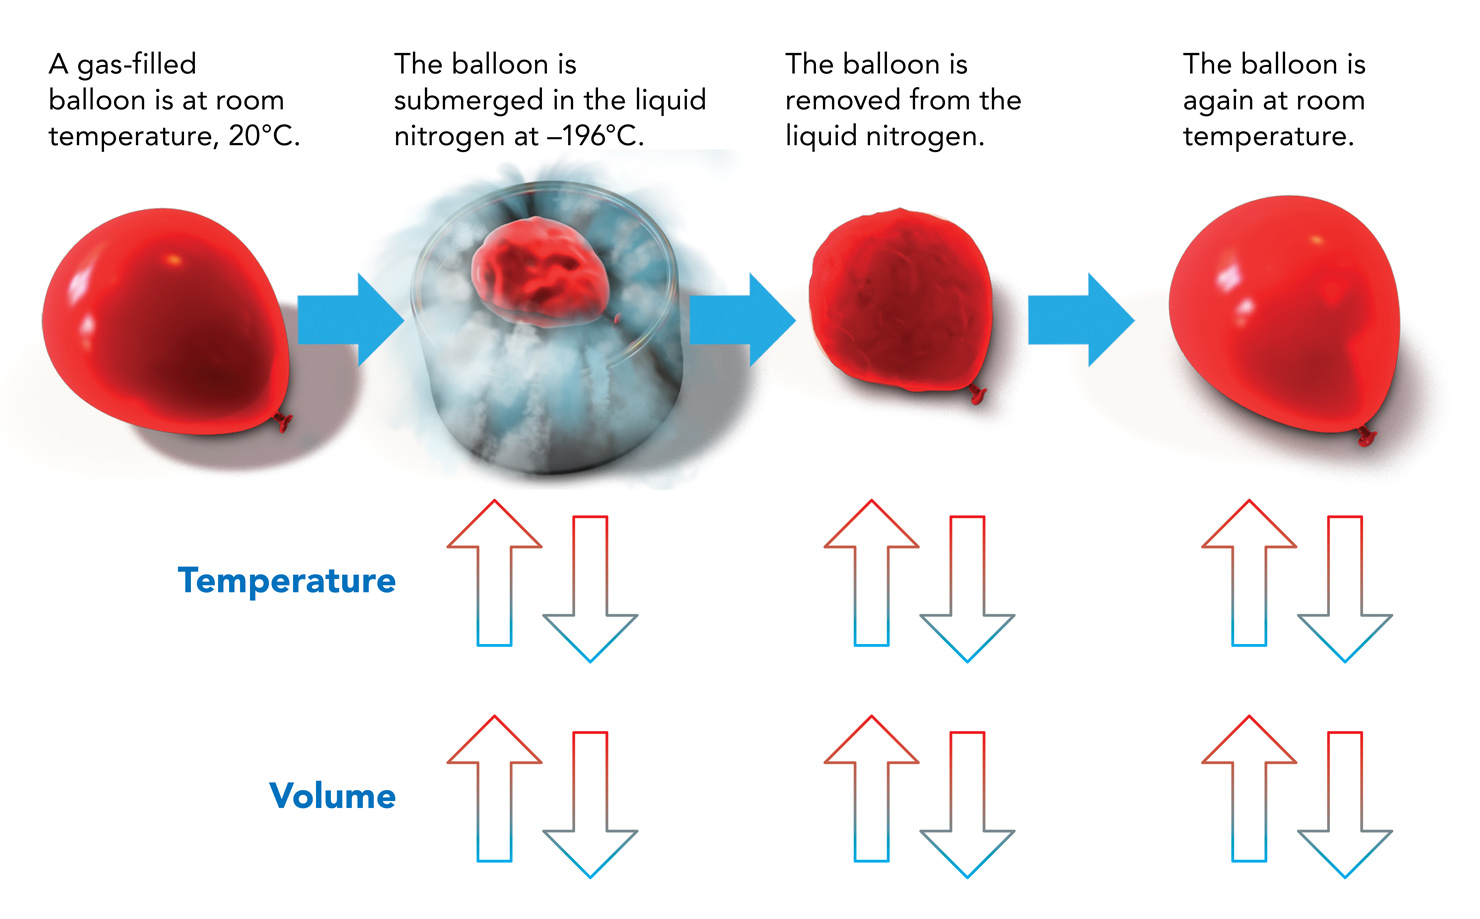 A gas-filled
balloon is at room
temperature, 20°C.
The balloon is
submerged in the liquid
nitrogen at –196°C.
The balloon is
removed from the
liquid nitrogen.
The balloon is
again at room
temperature.
Temperature
Volume